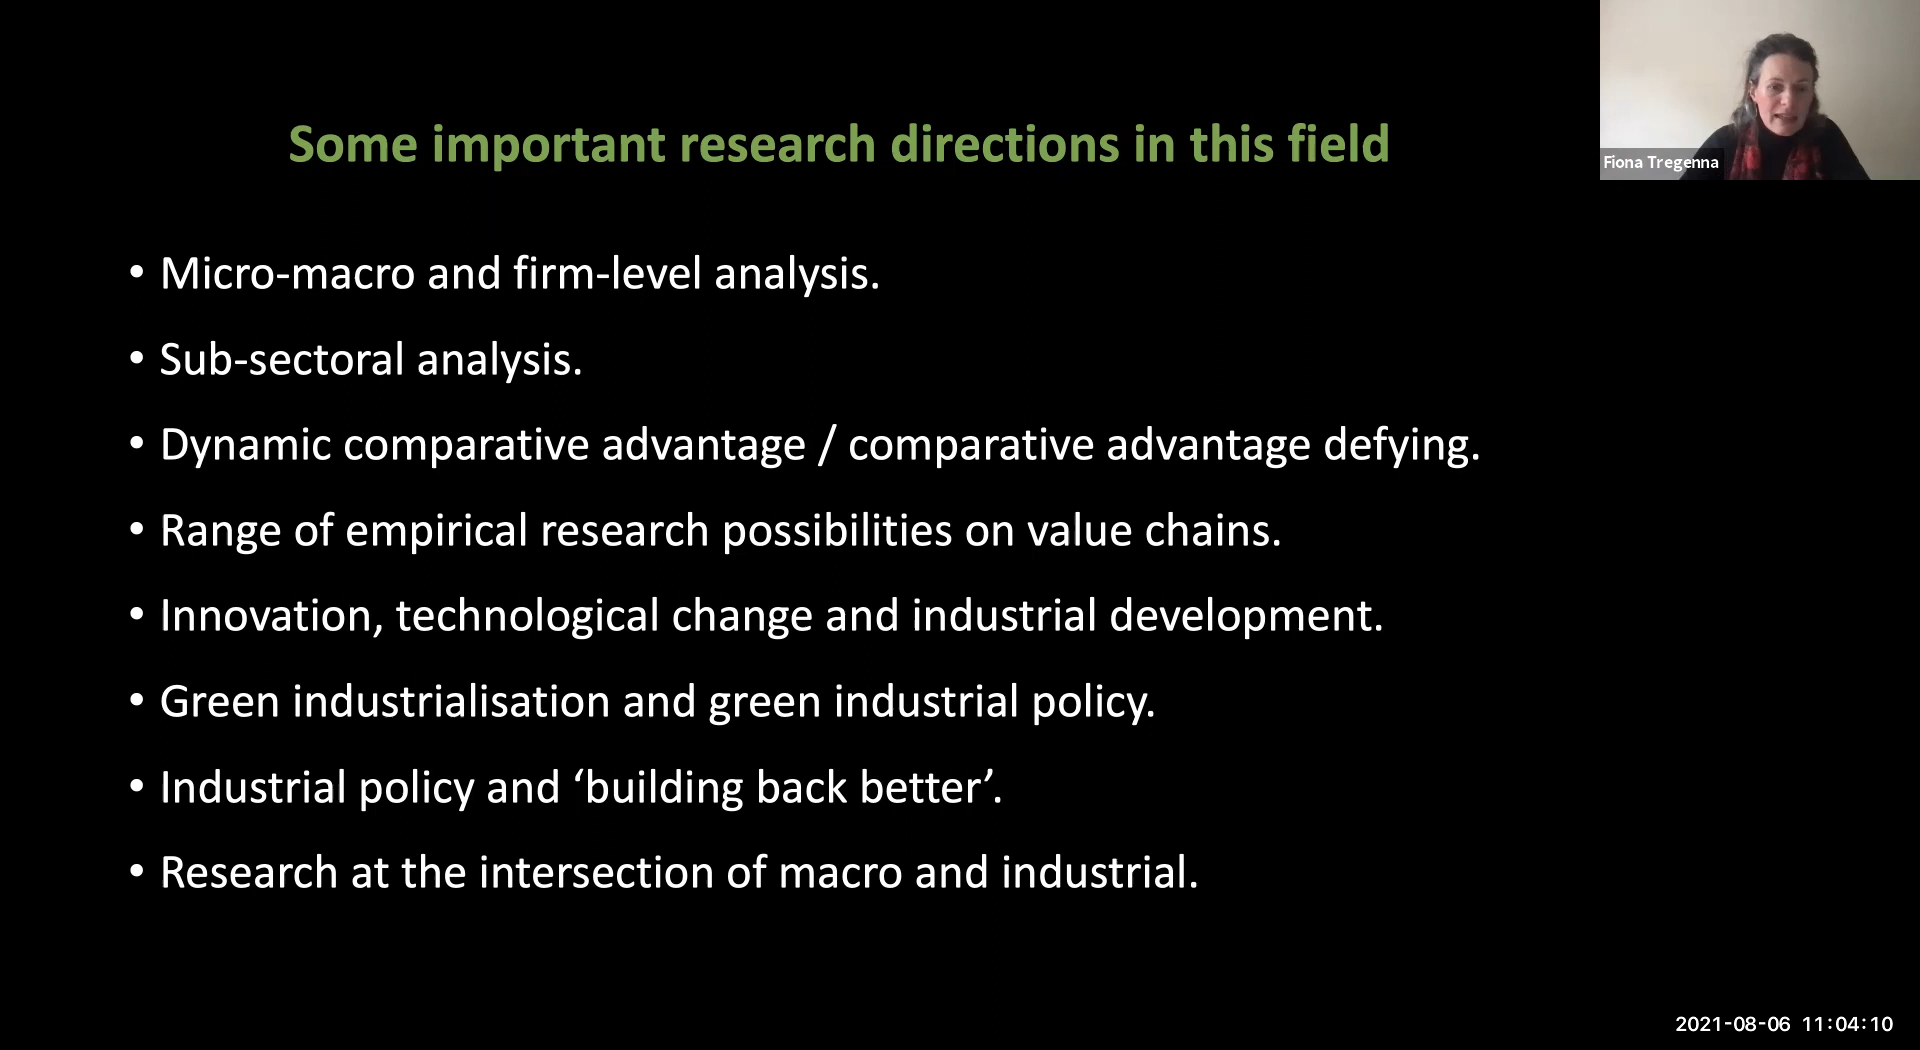 Some important research directions in this field
Fiona Tregenna
• Micro-macro and firm-level analysis.
• Sub-sectoral analysis.
• Dynamic comparative advantage / comparative advantage defying.
• Range of empirical research possibilities on value chains.
• Innovation, technological change and industrial development.
• Green industrialisation and green industrial policy.
• Industrial policy and ‘building back better’.
• Research at the intersection of macro and industrial.
2021-08-06 11:04:10